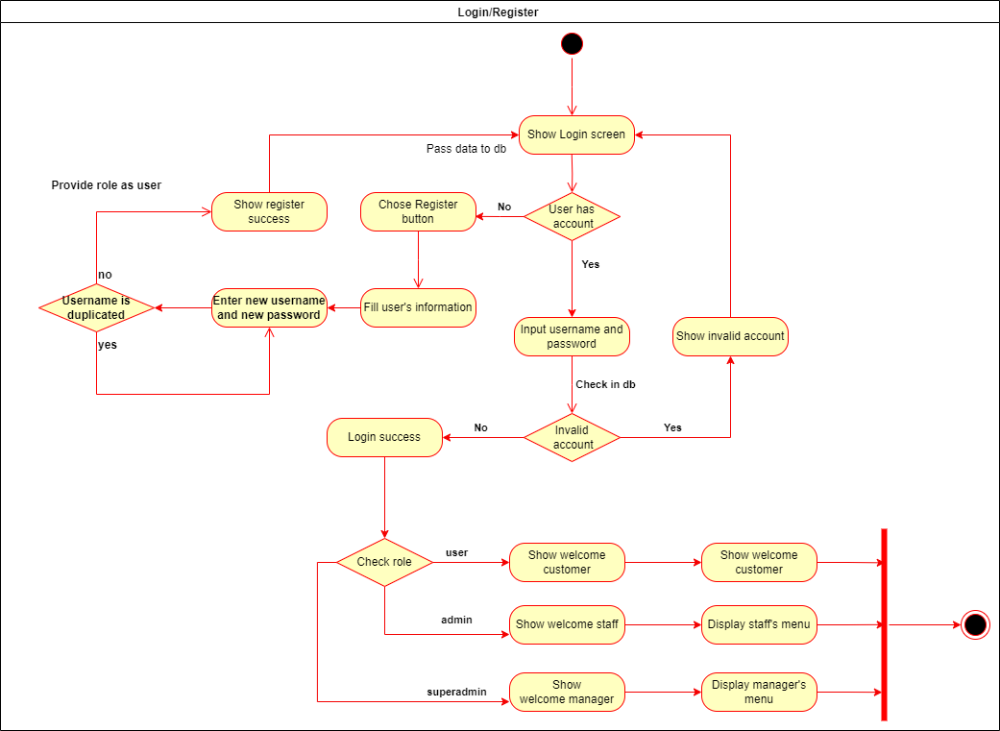 Login/Register
Show Login screen
Pass data to db
Provide role as user
Show register
success
Chose Register
button
No
User has
account
Yes
no
Username is
duplicated
yes
Enter new username
and new password
Fill user's information
Input username and
password
Show invalid account
Check in db
Login success
No
Invalid
account
Yes
Check role
user
Show welcome
customer
Show welcome
customer
admin
Show welcome staff
Display staff's menu
superadmin
Show
welcome manager
Display manager's
menu